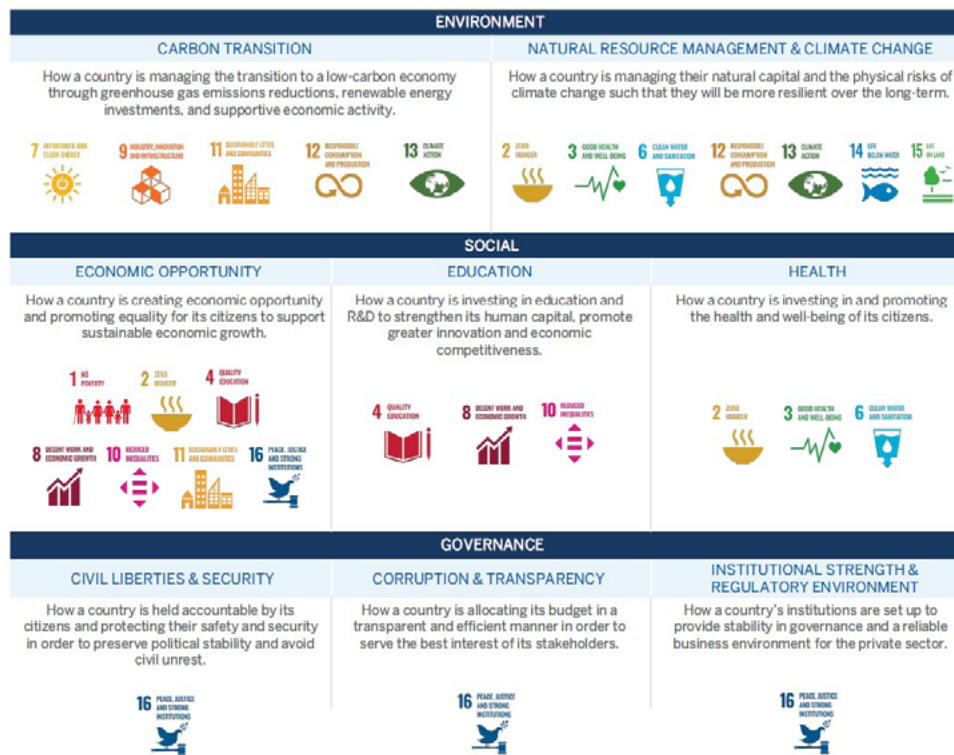 ENVIRONMENT
CARBON TRANSITION
How a country is managing the transition to a low-carbon economy
through greenhouse gas emissions reductions, renewable energy
investments, and supportive economic activity.
7 AFFORDABLE AND
CLEAN ENERGY
9 INDUSTRY, INNOVATION
AND INFRASTRUCTURE
11 SUSTAINABLE CITIES
AND COMMUNITIES
12 RESPONSIBLE
CONSUMPTION
AND PRODUCTION
13 CLIMATE
ACTION
NATURAL RESOURCE MANAGEMENT & CLIMATE CHANGE
How a country is managing their natural capital and the physical risks of
climate change such that they will be more resilient over the long-term.
2 ZERO
HUNGER
3 GOOD HEALTH
AND WELL-BEING
6 CLEAN WATER
AND SANITATION
12 RESPONSIBLE
CONSUMPTION
AND PRODUCTION
13 CLIMATE
ACTION
14 LIFE
BELOW WATER
15 LIFE
ON LAND
SOCIAL
ECONOMIC OPPORTUNITY
How a country is creating economic opportunity
and promoting equality for its citizens to support
sustainable economic growth.
1 NO
POVERTY
2 ZERO
HUNGER
4 QUALITY
EDUCATION
8 DECENT WORK AND
ECONOMIC GROWTH
10 REDUCED
INEQUALITIES
11 SUSTAINABLE CITIES
AND COMMUNITIES
16 PEACE, JUSTICE
AND STRONG
INSTITUTIONS
EDUCATION
How a country is investing in education and
R&D to strengthen its human capital, promote
greater innovation and economic
competitiveness.
4 QUALITY
EDUCATION
8 DECENT WORK AND
ECONOMIC GROWTH
10 REDUCED
INEQUALITIES
HEALTH
How a country is investing in and promoting
the health and well-being of its citizens.
2 ZERO
HUNGER
3 GOOD HEALTH
AND WELL-BEING
6 CLEAN WATER
AND SANITATION
GOVERNANCE
CIVIL LIBERTIES & SECURITY
How a country is held accountable by its
citizens and protecting their safety and security
in order to preserve political stability and avoid
civil unrest.
16 PEACE, JUSTICE
AND STRONG
INSTITUTIONS
CORRUPTION & TRANSPARENCY
How a country is allocating its budget in a
transparent and efficient manner in order to
serve the best interest of its stakeholders.
16 PEACE, JUSTICE
AND STRONG
INSTITUTIONS
INSTITUTIONAL STRENGTH &
REGULATORY ENVIRONMENT
How a country's institutions are set up to
provide stability in governance and a reliable
business environment for the private sector.
16 PEACE, JUSTICE
AND STRONG
INSTITUTIONS